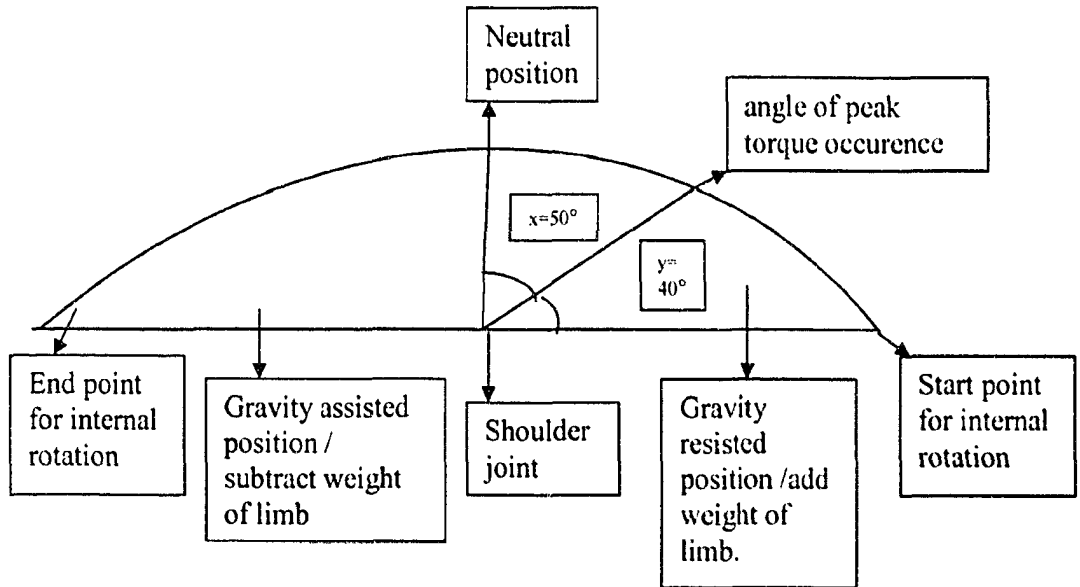 Neutral
position
angle of peak
torque occurence
x=50°
y=
40°
End point
for internal
rotation
Gravity assisted
position /
subtract weight
of limb
Shoulder
joint
Gravity
resisted
position /add
weight of
limb.
Start point
for internal
rotation